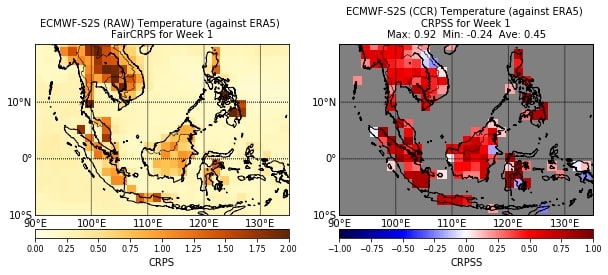 ECMWF-S2S (RAW) Temperature (against ERA5)
FairCRPS for Week 1
10°N
0°
10°S
90°E 100°E 110°E 120°E 130°E
0.00 0.25 0.50 0.75 1.00 1.25 1.50 1.75 2.00
CRPS
ECMWF-S2S (CCR) Temperature (against ERA5)
CRPSS for Week 1
Max: 0.92 Min: -0.24 Ave: 0.45
10°N
0°
10°S
90°E 100°E 110°E 120°E 130°E
−1.00 −0.75 −0.50 −0.25 0.00 0.25 0.50 0.75 1.00
CRPSS